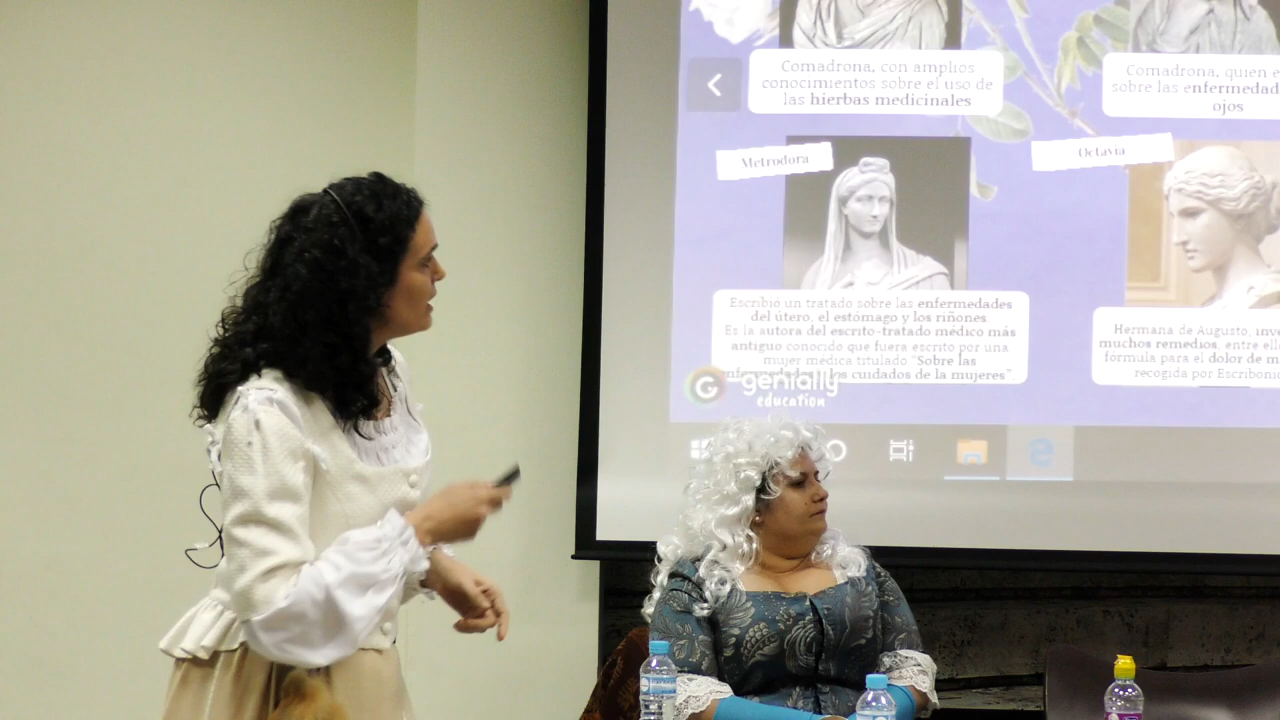 Comadrona, con amplios
conocimientos sobre el uso de
las hierbas medicinales
Comadrona, quien e
sobre las enfermedad
ojos
Metrodora
Octavia
Escribió un tratado sobre las enfermedades
del útero, el estómago y los riñones
Es la autora del escrito-tratado médico más
antiguo conocido que fuera escrito por una
mujer médica titulado "Sobre las
enfermedades y los cuidados de la mujeres"
Hermana de Augusto, inv
muchos remedios, entre ell
fórmula para el dolor de m
recogida por Escribonio
G genially
education